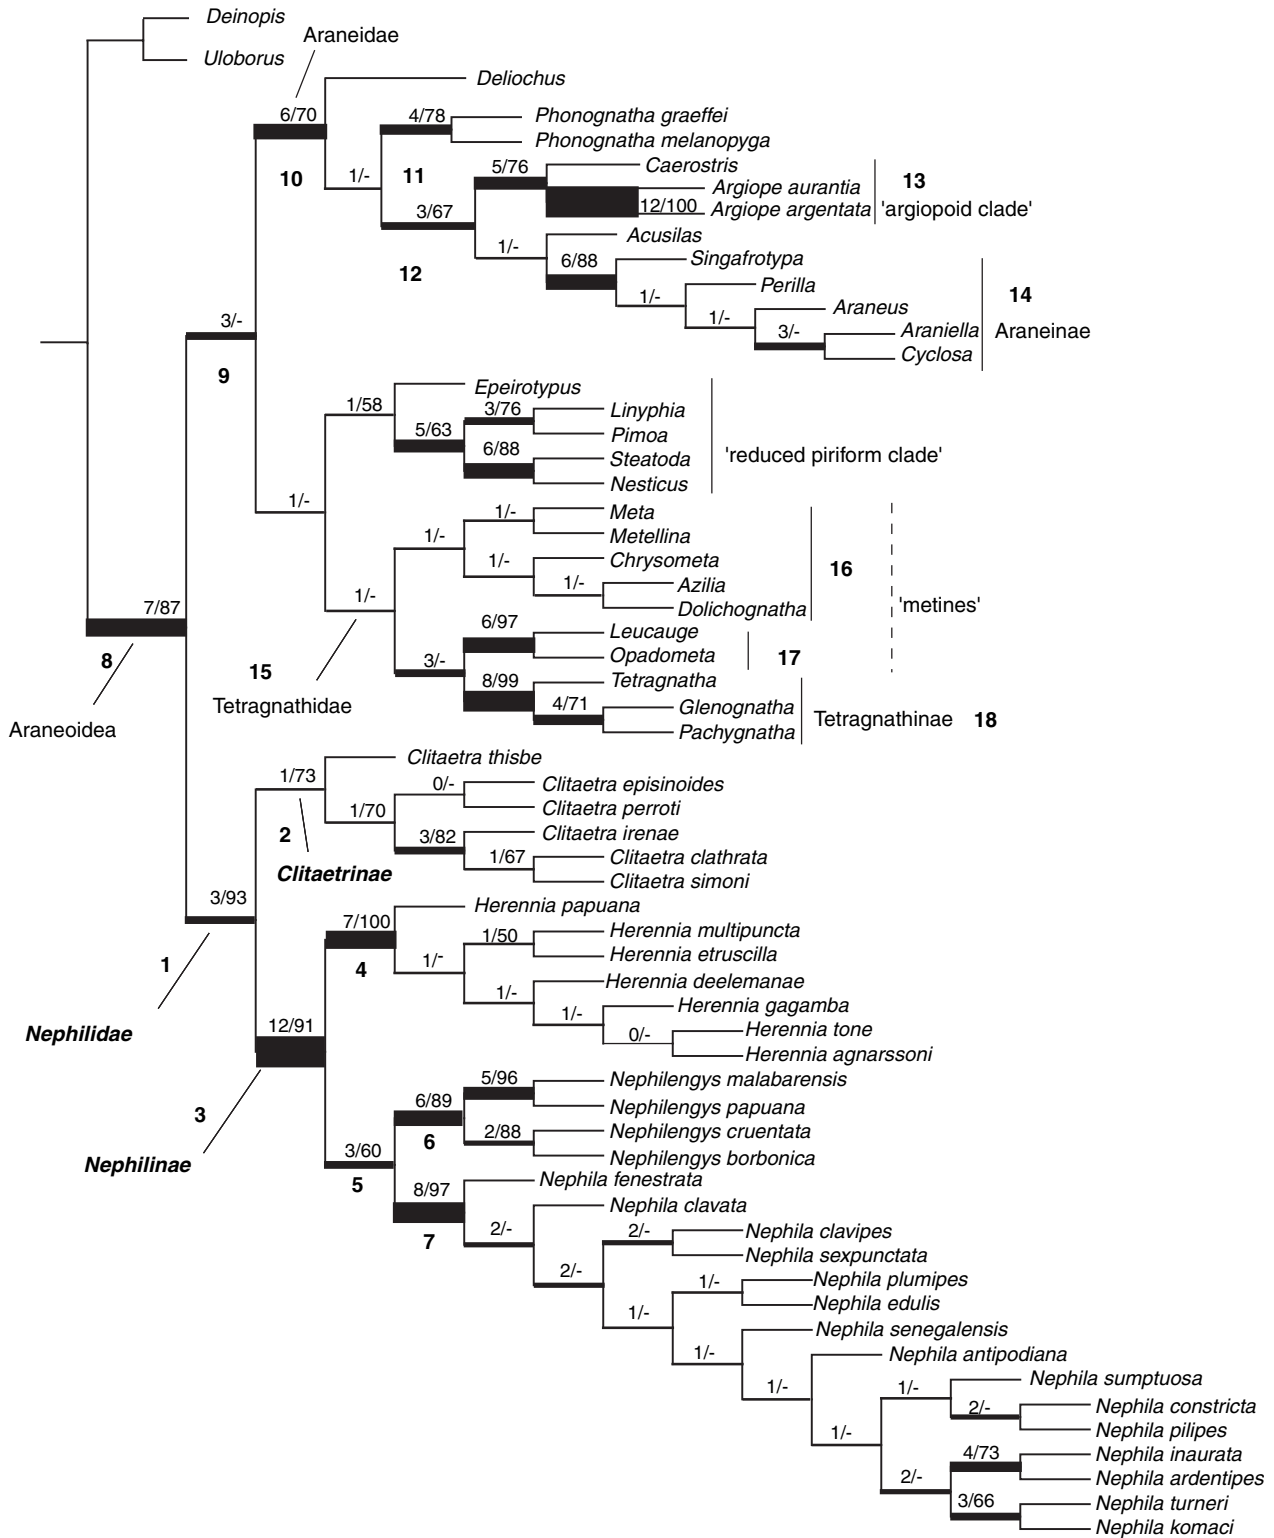 Deinopis
Araneidae
Uloborus
Deliochus
6/70
4/78
Phonognatha graeffei
Phonognatha melanopyga
10
1/-
11
5/76
Caerostris
13
Argiope aurantia
12/100
Argiope argentata
'argiopoid clade'
3/67
Acusilas
1/-
12
6/88
Singafrotypa
Perilla
14
1/-
Araneus
1/-
3/-
Araniella
Araneinae
Cyclosa
3/-
9
Epeirotypus
1/58
3/76
Linyphia
5/63
Pimoa
6/88
Steatoda
'reduced piriform clade'
Nesticus
1/-
1/-
Meta
Metellina
1/-
1/-
Chrysometa
16
1/-
Azilia
Dolichognatha
'metines'
1/-
7/87
6/97
Leucauge
Opadometa
17
8
15
3/-
8/99
Tetragnatha
Tetragnathidae
4/71
Glenognatha
Tetragnathinae
18
Araneoidea
Pachygnatha
Clitaetra thisbe
1/73
0/-
Clitaetra episinoides
Clitaetra perroti
1/70
2
3/82
Clitaetra irenae
1/67
Clitaetra clathrata
Clitaetrinae
Clitaetra simoni
3/93
7/100
Herennia papuana
1/50
Herennia multipuncta
Herennia etruscilla
1
4
1/-
Herennia deelemanae
1/-
Herennia gagamba
1/-
Nephilidae
12/91
0/-
Herennia tone
Herennia agnarssoni
5/96
Nephilengys malabarensis
6/89
Nephilengys papuana
3
6
2/88
Nephilengys cruentata
3/60
Nephilengys borbonica
Nephilinae
5
8/97
Nephila fenestrata
Nephila clavata
7
2/-
2/-
Nephila clavipes
Nephila sexpunctata
2/-
1/-
Nephila plumipes
Nephila edulis
1/-
Nephila senegalensis
1/-
Nephila antipodiana
1/-
1/-
Nephila sumptuosa
2/-
Nephila constricta
Nephila pilipes
1/-
4/73
Nephila inaurata
2/-
Nephila ardentipes
3/66
Nephila turneri
Nephila komaci